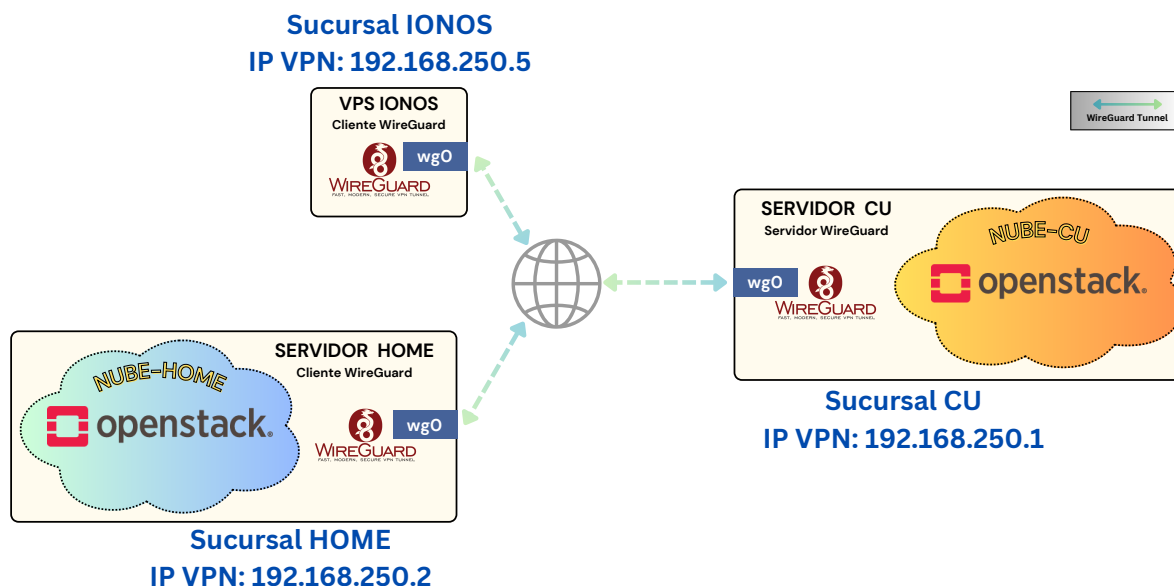 Sucursal IONOS
IP VPN: 192.168.250.5
VPS IONOS
Cliente WireGuard
wg0
WIREGUARD
FAST, MODERN, SECURE VPN TUNNEL
WireGuard Tunnel
SERVIDOR CU
Servidor WireGuard
NUBE-CU
openstack.
wg0
WIREGUARD
FAST, MODERN, SECURE VPN TUNNEL
Sucursal CU
IP VPN: 192.168.250.1
SERVIDOR HOME
Cliente WireGuard
NUBE-HOME
openstack.
wg0
WIREGUARD
FAST, MODERN, SECURE VPN TUNNEL
Sucursal HOME
IP VPN: 192.168.250.2